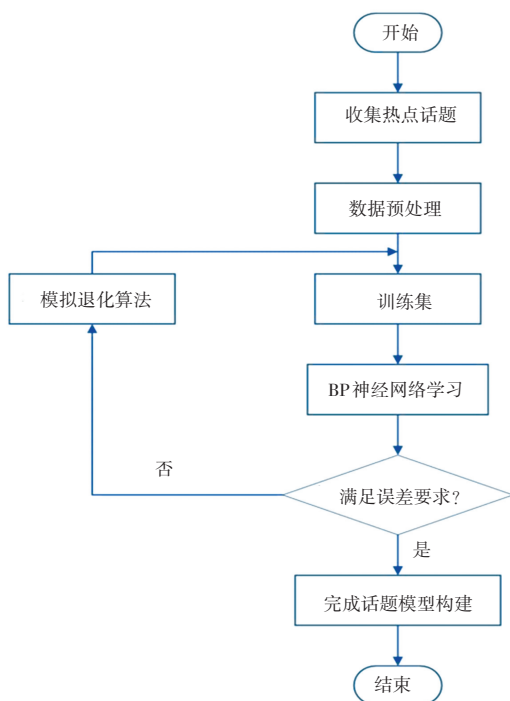 开始
收集热点话题
数据预处理
模拟退化算法
训练集
BP神经网络学习
否
满足误差要求?
是
完成话题模型构建
结束